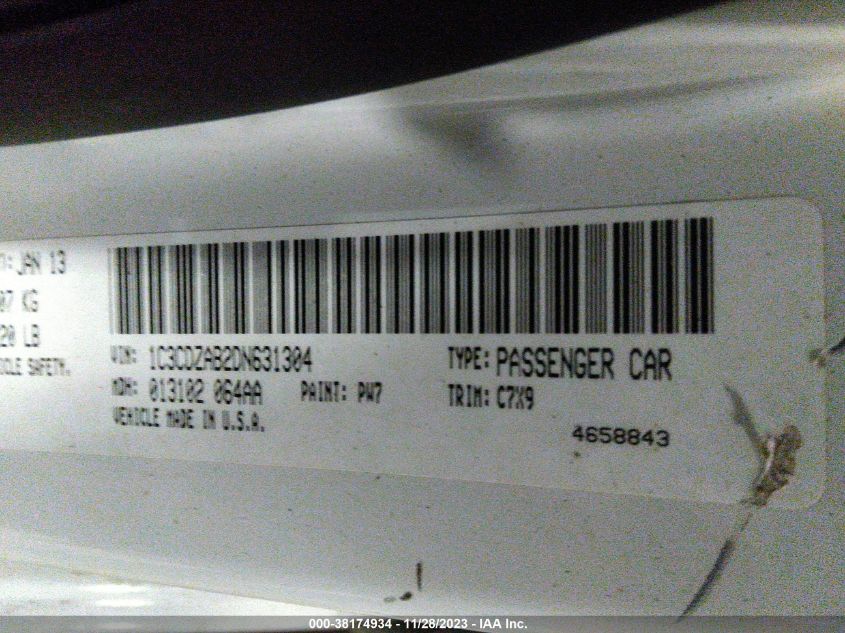 JAN 13
07 KG
20 LB
SAFETY.
VIN: 1C3CDZAB2DN631304 TYPE: PASSENGER CAR
MDH: 013102 064AA PAINT: PW7 TRIM: C7X9
VEHICLE MADE IN U.S.A.
4658843
000-38174934 - 11/28/2023 - IAA Inc.